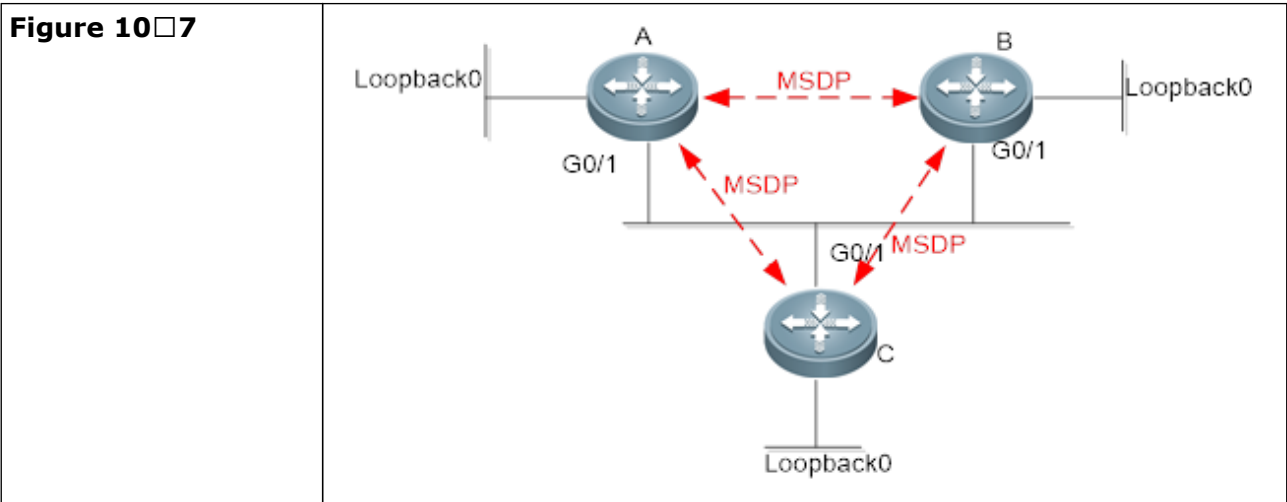 Figure 10□7
A
B
Loopback0
MSDP
Loopback0
G0/1
G0/1
MSDP
G0/1
MSDP
C
Loopback0